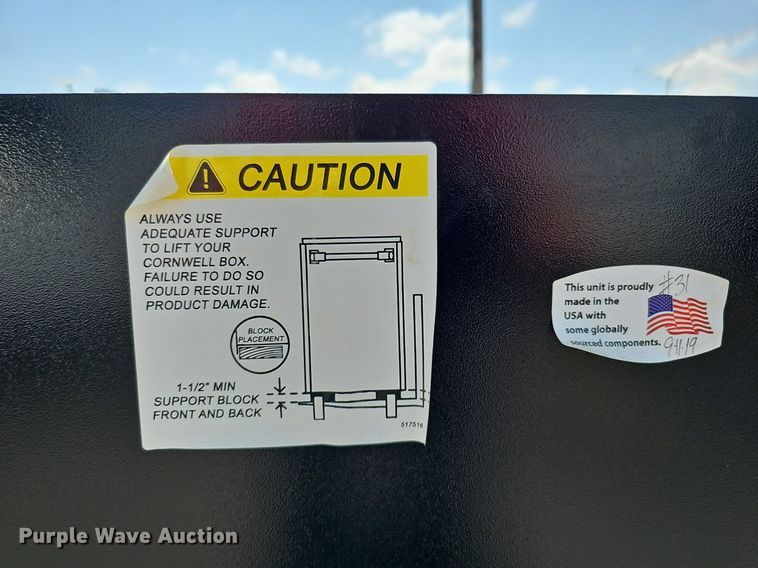 CAUTION
ALWAYS USE
ADEQUATE SUPPORT
TO LIFT YOUR
CORNWELL BOX.
FAILURE TO DO SO
COULD RESULT IN
PRODUCT DAMAGE.
BLOCK
PLACEMENT
1-1/2" MIN
SUPPORT BLOCK
FRONT AND BACK
517516
This unit is proudly
made in the
USA with
some globally
sourced components.
#31
9-11-19
Purple Wave Auction